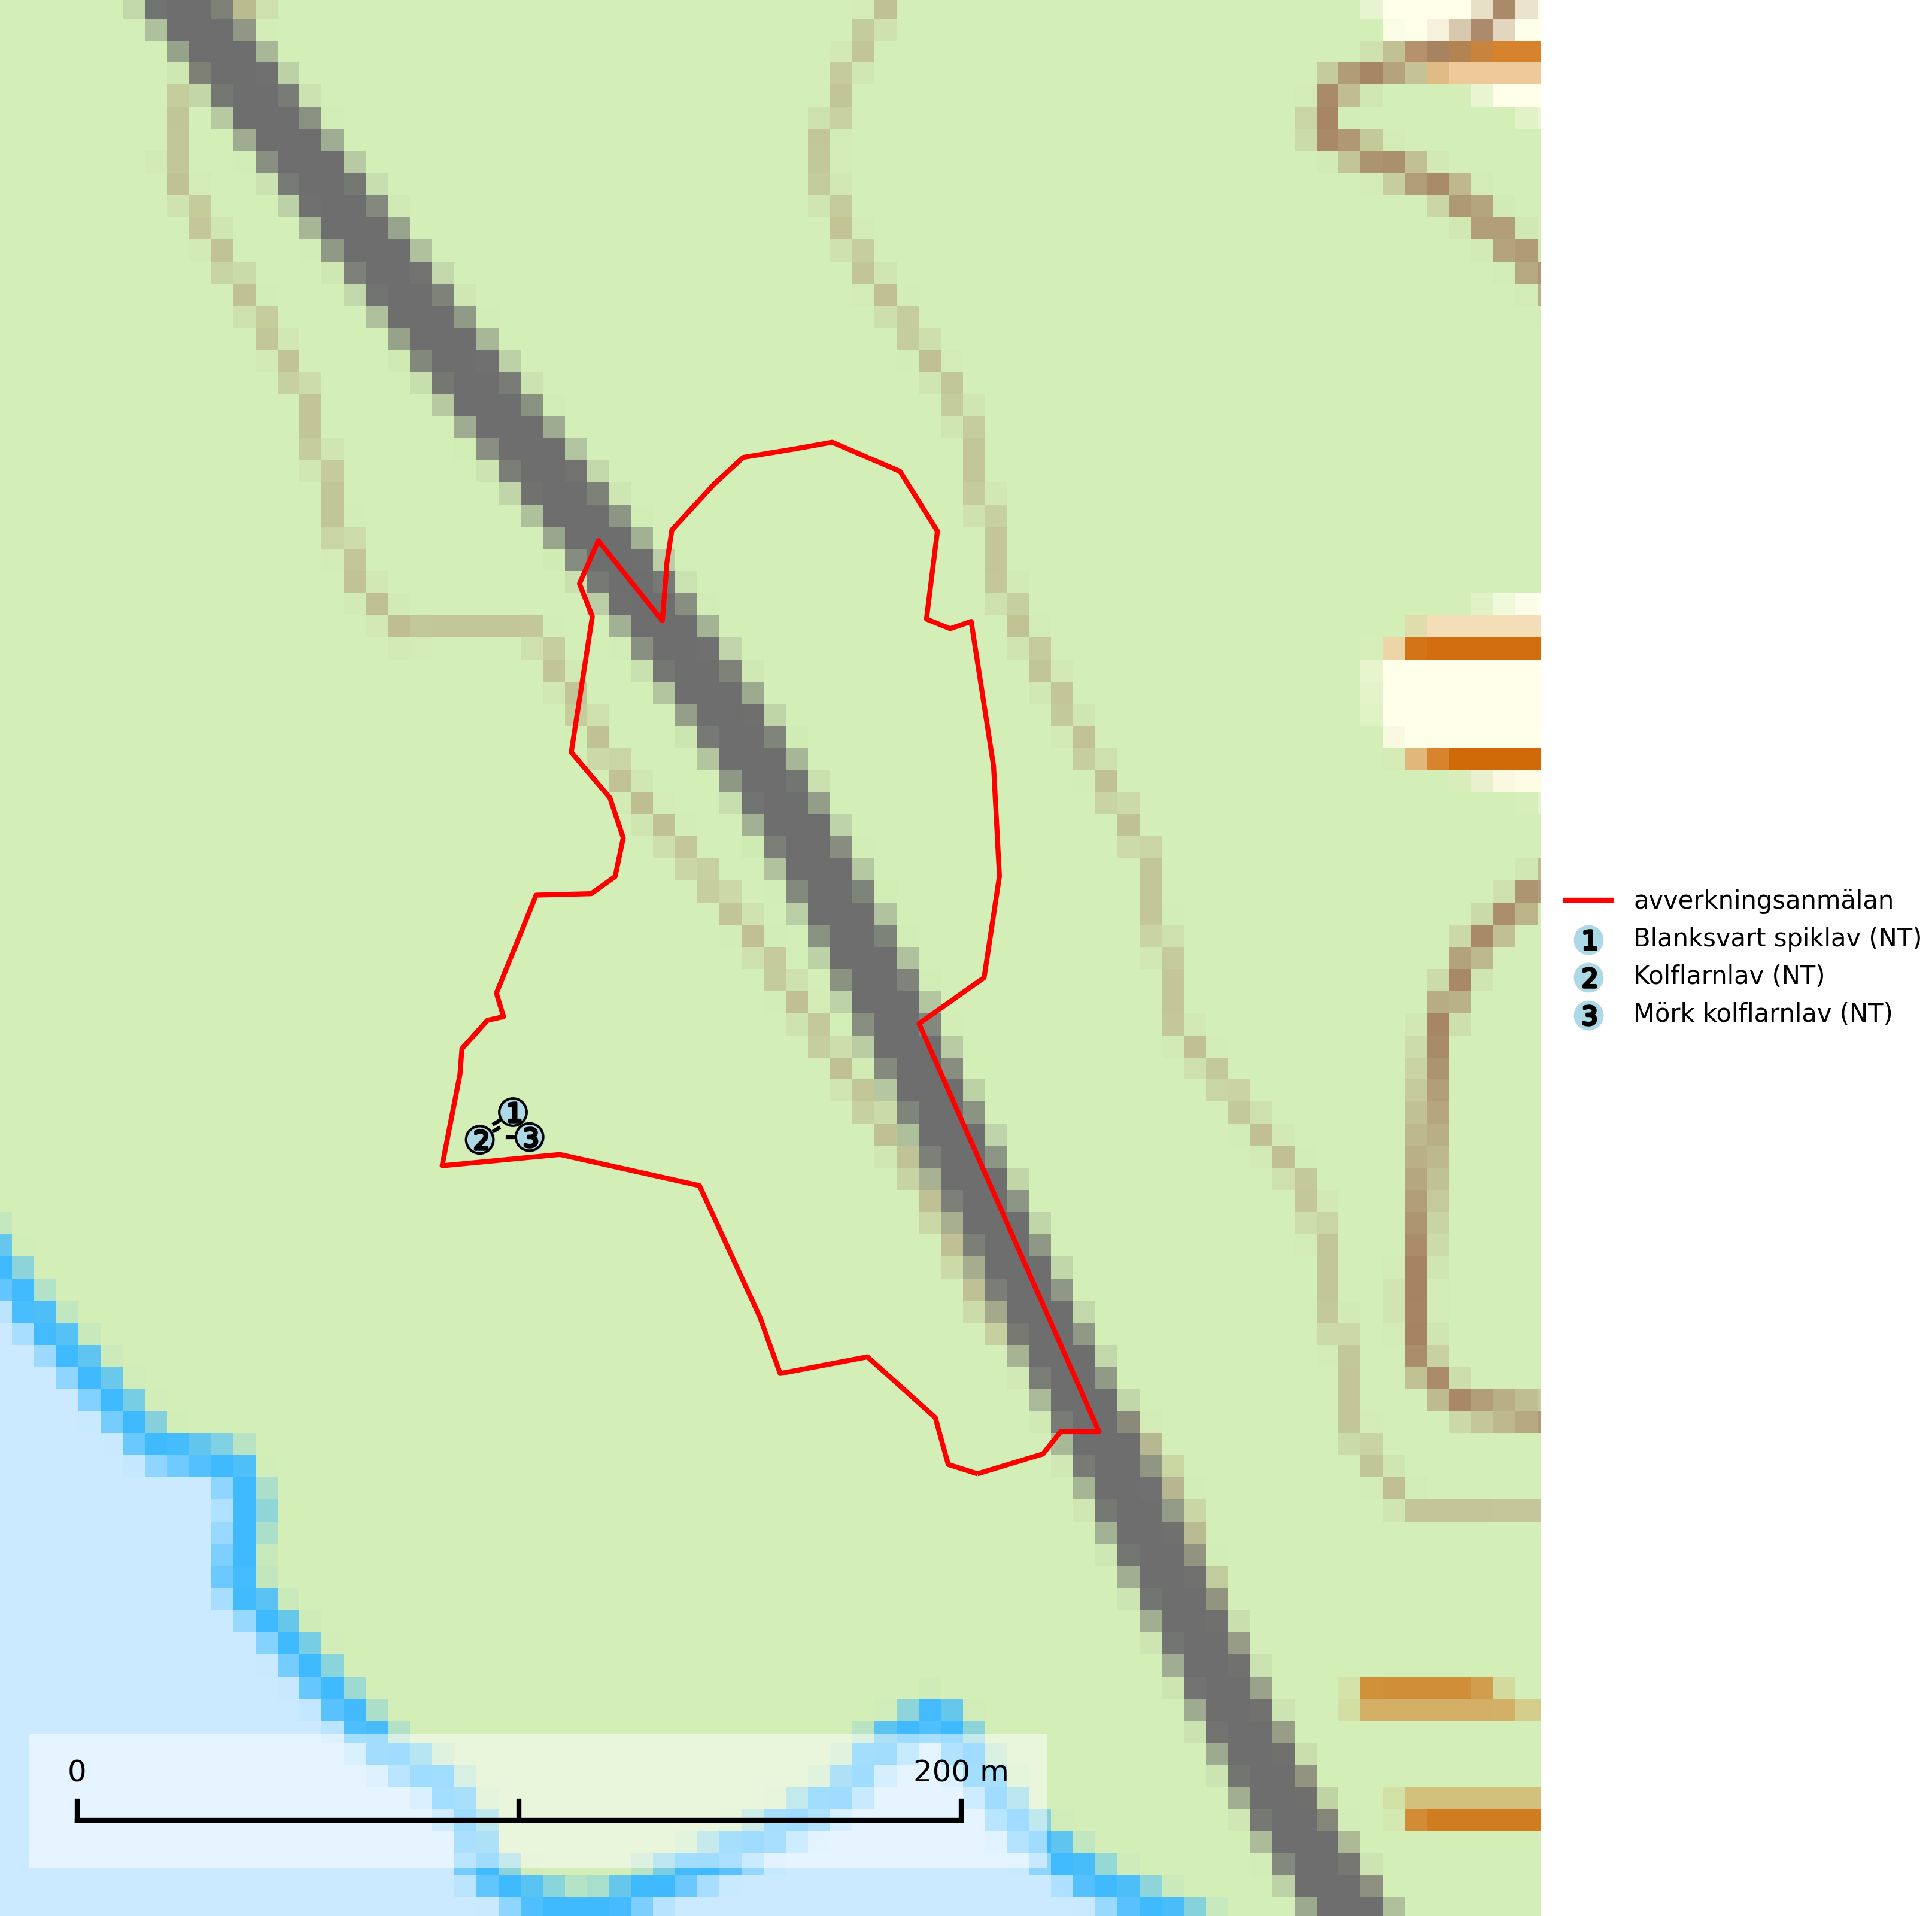 avverkningsanmälan
1 Blanksvart spiklav (NT)
2 Kolflarnlav (NT)
3 Mörk kolflarnlav (NT)
1
2
3
0 200 m